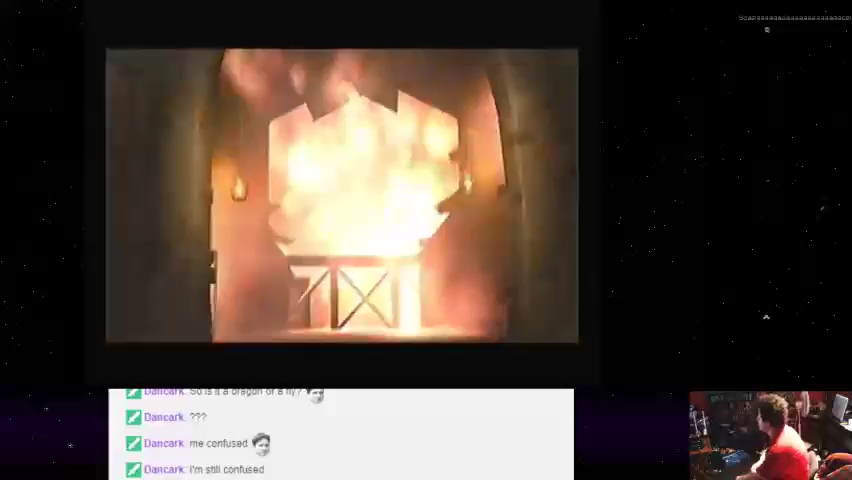 Dancark: So is it a dragon or a fly?
Dancark: ???
Dancark: me confused
Dancark: I'm still confused